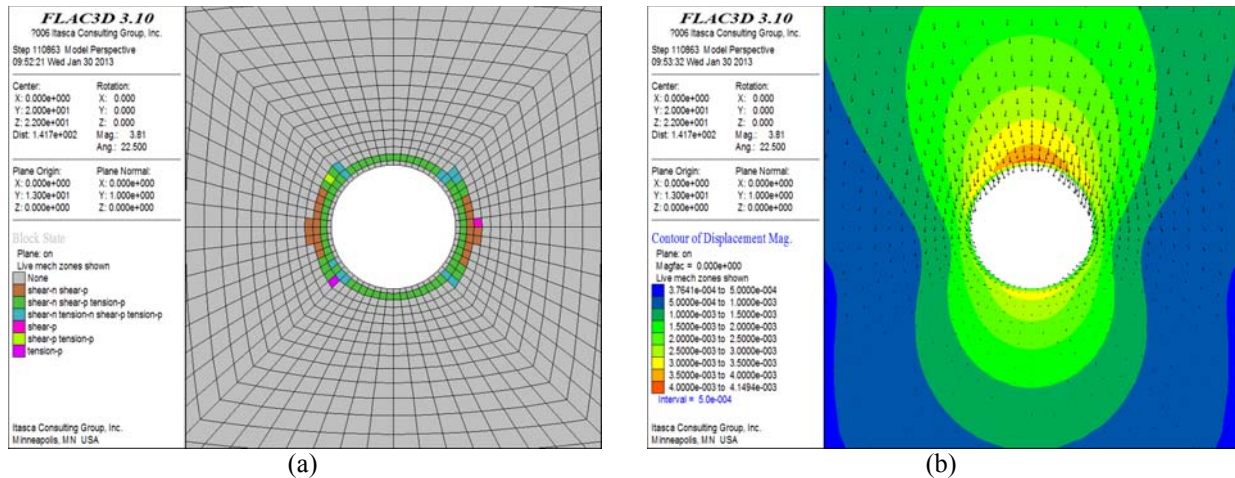 FLAC3D 3.10
?006 Itasca Consulting Group, Inc.
Step 110863 Model Perspective
09:52:21 Wed Jan 30 2013
Center: Rotation:
X: 0.000e+000 X: 0.000
Y: 2.000e+001 Y: 0.000
Z: 2.200e+001 Z: 0.000
Dist: 1.417e+002 Mag.: 3.81
Ang.: 22.500
Plane Origin: Plane Normal:
X: 0.000e+000 X: 0.000e+000
Y: 1.300e+001 Y: 1.000e+000
Z: 0.000e+000 Z: 0.000e+000
Block State
Plane: on
Live mech zones shown
None
shear-n shear-p
shear-n shear-p tension-p
shear-n tension-n shear-p tension-p
shear-p
shear-p tension-p
tension-p
Itasca Consulting Group, Inc.
Minneapolis, MN USA
(a)
FLAC3D 3.10
?006 Itasca Consulting Group, Inc.
Step 110863 Model Perspective
09:53:32 Wed Jan 30 2013
Center: Rotation:
X: 0.000e+000 X: 0.000
Y: 2.000e+001 Y: 0.000
Z: 2.200e+001 Z: 0.000
Dist: 1.417e+002 Mag.: 3.81
Ang.: 22.500
Plane Origin: Plane Normal:
X: 0.000e+000 X: 0.000e+000
Y: 1.300e+001 Y: 1.000e+000
Z: 0.000e+000 Z: 0.000e+000
Contour of Displacement Mag.
Plane: on
Magfac = 0.000e+000
Live mech zones shown
3.7641e-004 to 5.0000e-004
5.0000e-004 to 1.0000e-003
1.0000e-003 to 1.5000e-003
1.5000e-003 to 2.0000e-003
2.0000e-003 to 2.5000e-003
2.5000e-003 to 3.0000e-003
3.0000e-003 to 3.5000e-003
3.5000e-003 to 4.0000e-003
4.0000e-003 to 4.1494e-003
Interval = 5.0e-004
Itasca Consulting Group, Inc.
Minneapolis, MN USA
(b)